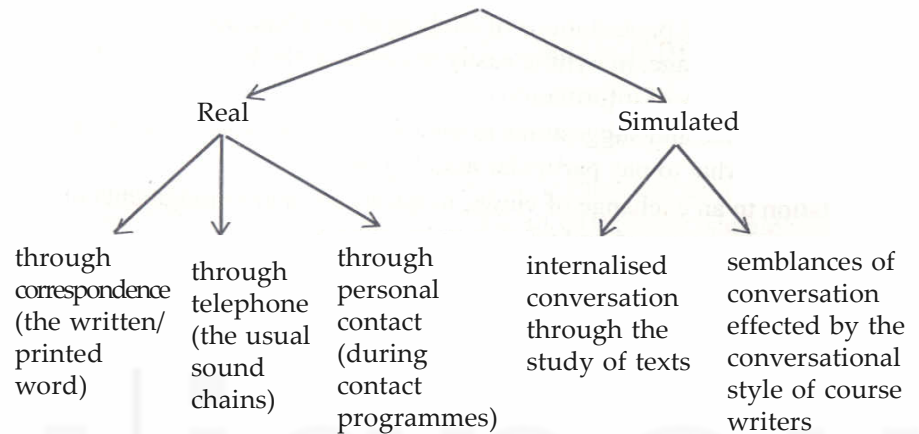 Real
Simulated
through
correspondence
(the written/
printed
word)
through
telephone
(the usual
sound
chains)
through
personal
contact
(during
contact
programmes)
internalised
conversation
through the
study of texts
semblances of
conversation
effected by the
conversational
style of course
writers